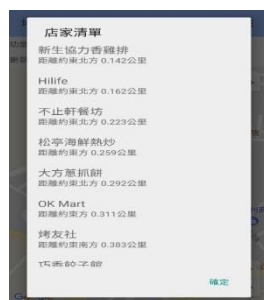 店家清單
新生協力香雞排
距離約東北方 0.142公里
Hilife
距離約東北方 0.162公里
不止軒餐坊
距離約東北方 0.223公里
松亭海鮮熱炒
距離約東方 0.259公里
大方蔥抓餅
距離約東北方 0.292公里
OK Mart
距離約東方 0.311公里
烤友社
距離約東南方 0.383公里
巧香餃子館
確定